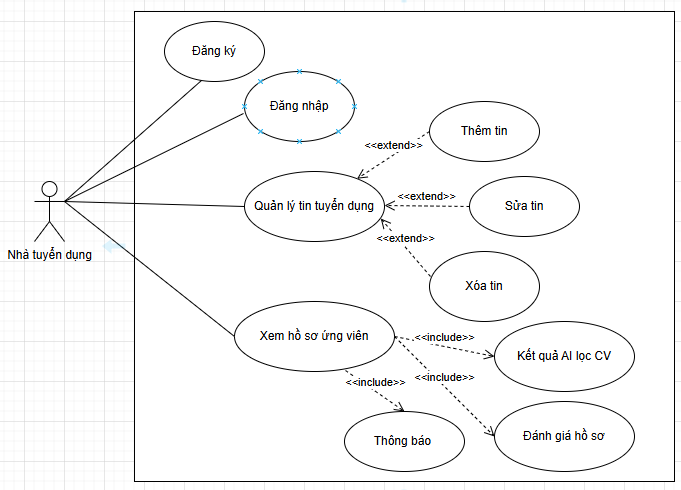 Đăng ký
Đăng nhập
Thêm tin
<<extend>>
Quản lý tin tuyển dụng
<<extend>>
Sửa tin
<<extend>>
Nhà tuyển dụng
Xóa tin
Xem hồ sơ ứng viên
<<include>>
Kết quả AI lọc CV
<<include>>
<<include>>
Thông báo
Đánh giá hồ sơ